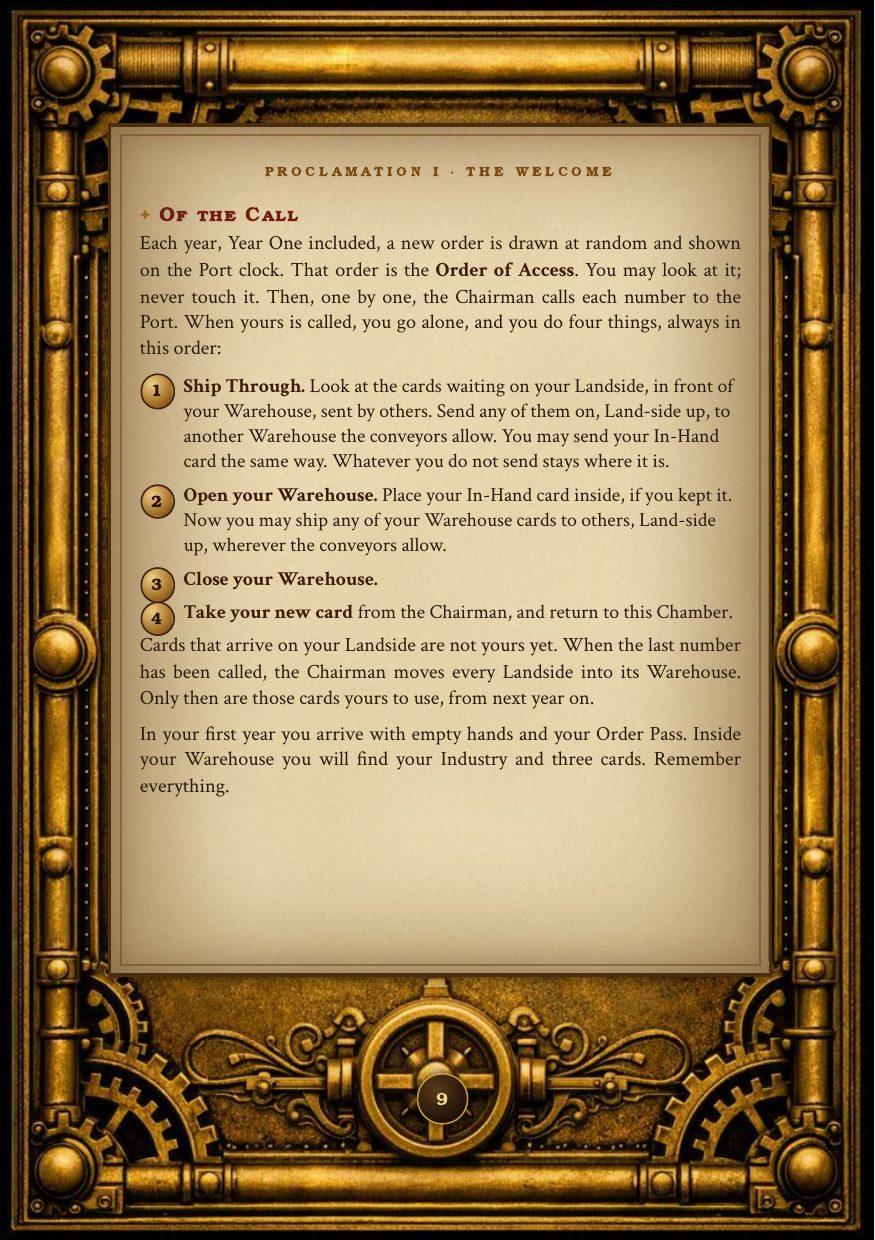 PROCLAMATION I · THE WELCOME
✦ OF THE CALL
Each year, Year One included, a new order is drawn at random and shown
on the Port clock. That order is the Order of Access. You may look at it;
never touch it. Then, one by one, the Chairman calls each number to the
Port. When yours is called, you go alone, and you do four things, always in
this order:
1 Ship Through. Look at the cards waiting on your Landside, in front of
your Warehouse, sent by others. Send any of them on, Land-side up, to
another Warehouse the conveyors allow. You may send your In-Hand
card the same way. Whatever you do not send stays where it is.
2 Open your Warehouse. Place your In-Hand card inside, if you kept it.
Now you may ship any of your Warehouse cards to others, Land-side
up, wherever the conveyors allow.
3 Close your Warehouse.
4 Take your new card from the Chairman, and return to this Chamber.
Cards that arrive on your Landside are not yours yet. When the last number
has been called, the Chairman moves every Landside into its Warehouse.
Only then are those cards yours to use, from next year on.
In your first year you arrive with empty hands and your Order Pass. Inside
your Warehouse you will find your Industry and three cards. Remember
everything.
9